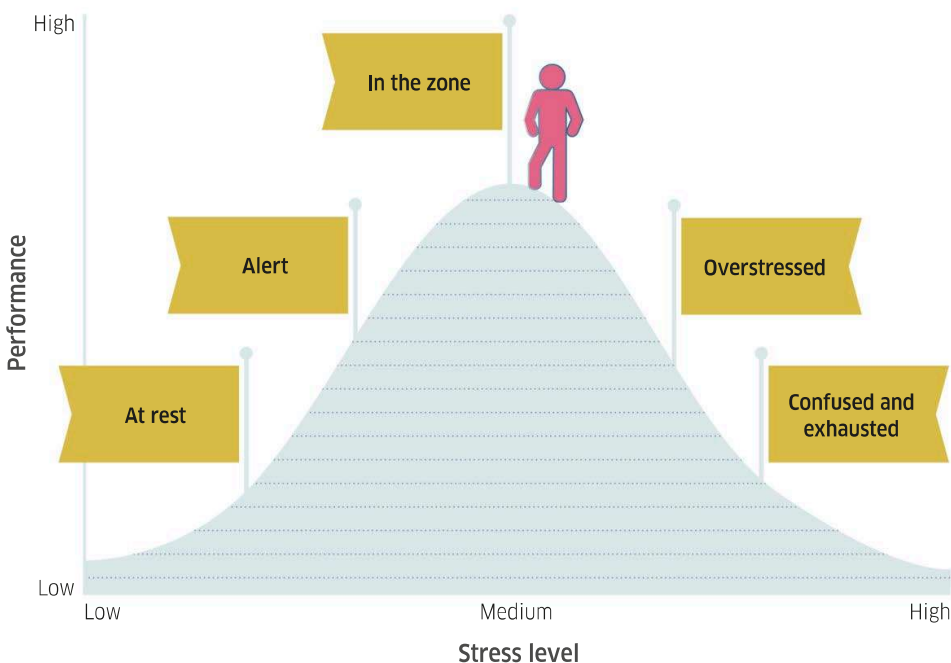 High
In the zone
Alert
Overstressed
Performance
At rest
Confused and
exhausted
Low
Low
Medium
High
Stress level